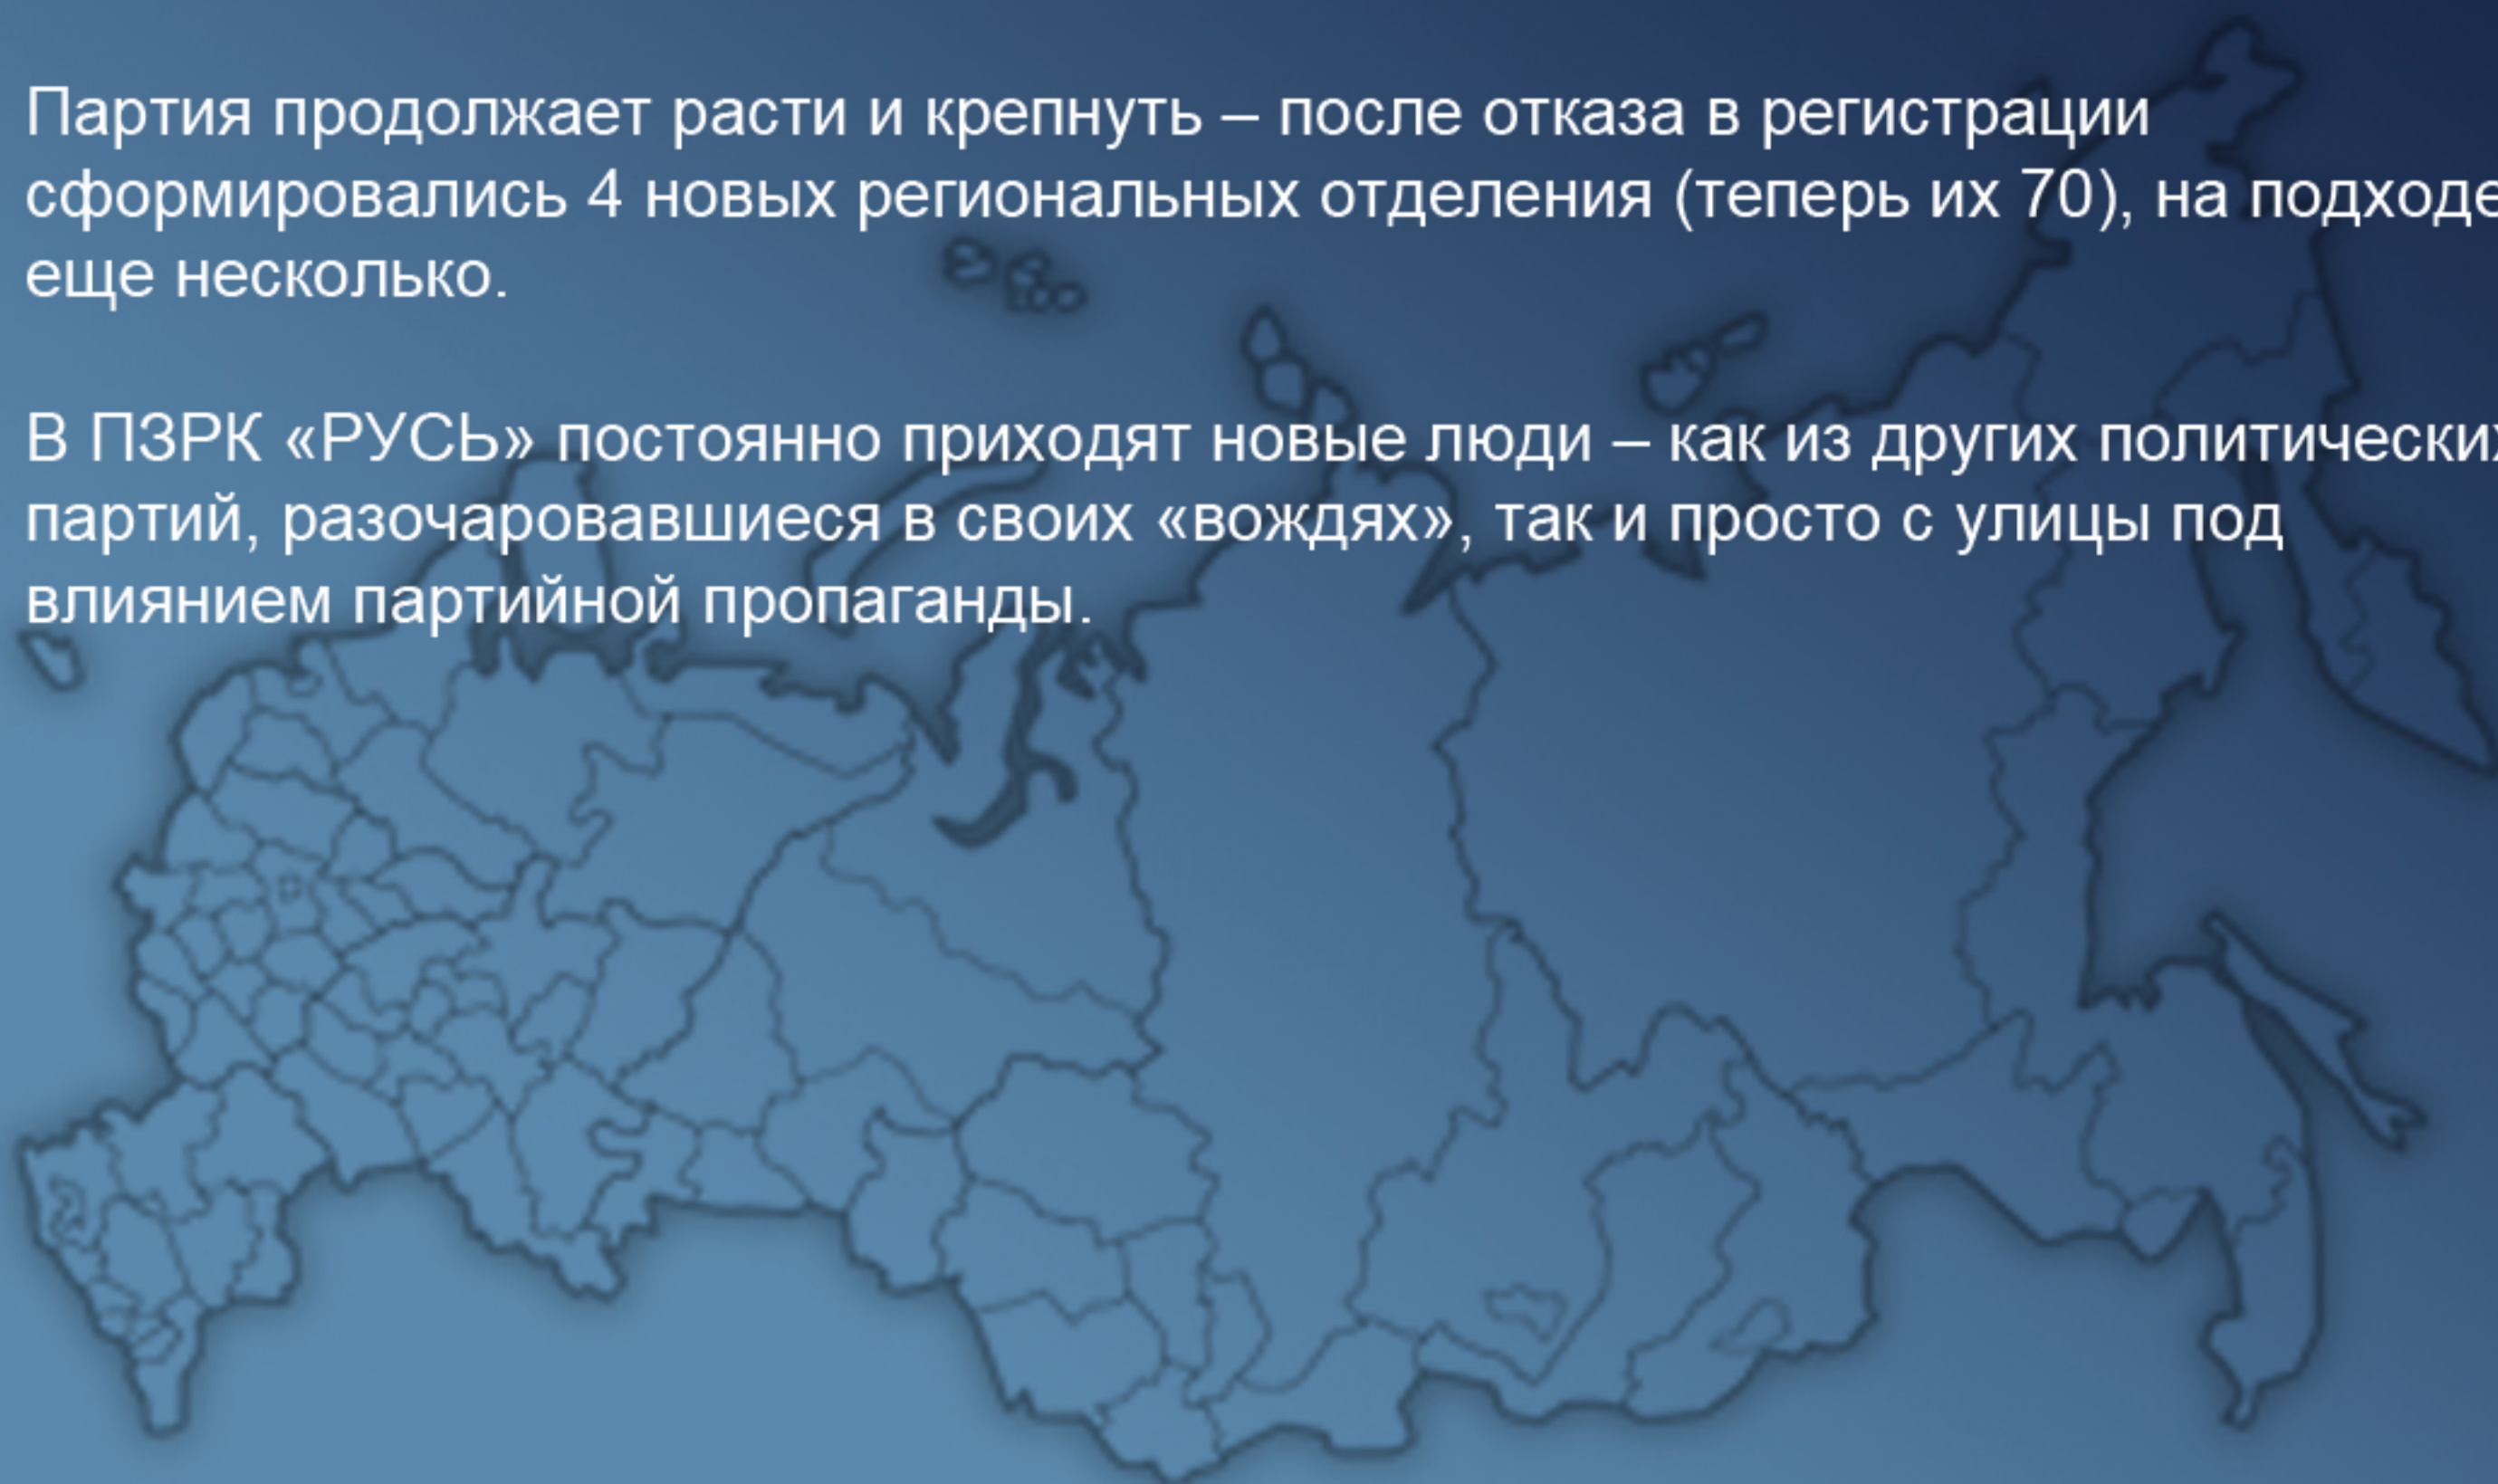 Партия продолжает расти и крепнуть – после отказа в регистрации
сформировались 4 новых региональных отделения (теперь их 70), на подходе
еще несколько.
В ПЗРК «РУСЬ» постоянно приходят новые люди – как из других политических
партий, разочаровавшиеся в своих «вождях», так и просто с улицы под
влиянием партийной пропаганды.